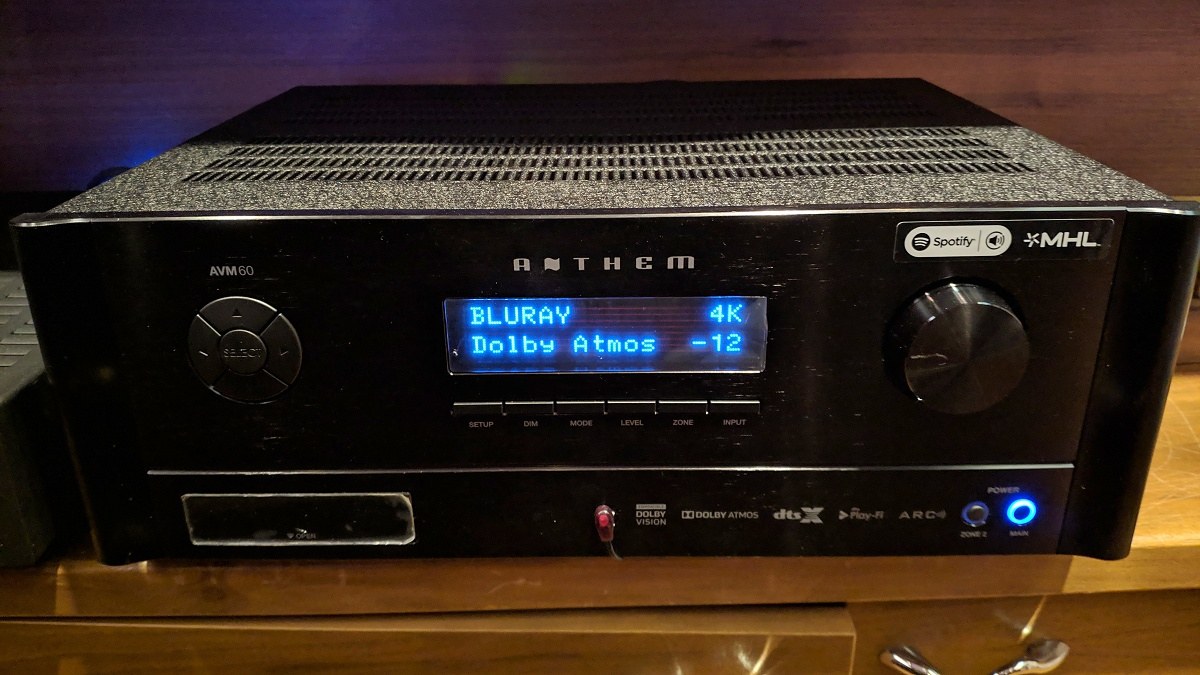 Spotify
MHL
ANTHEM
AVM60
BLURAY 4K
Dolby Atmos -12
SELECT
SETUP DIM MODE LEVEL ZONE INPUT
POWER
DOLBY
VISION
DOLBY ATMOS
dts X
Play-Fi
ARC
OPEN
ZONE 2
MAIN